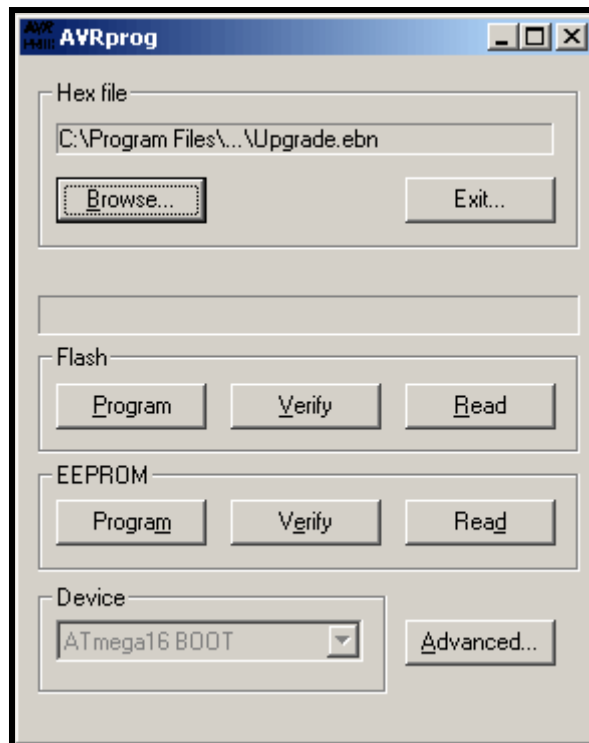 AVRprog
Hex file
C:\Program Files\...\Upgrade.ebn
Browse... Exit...
Flash
Program Verify Read
EEPROM
Program Verify Read
Device
ATmega16 BOOT Advanced...